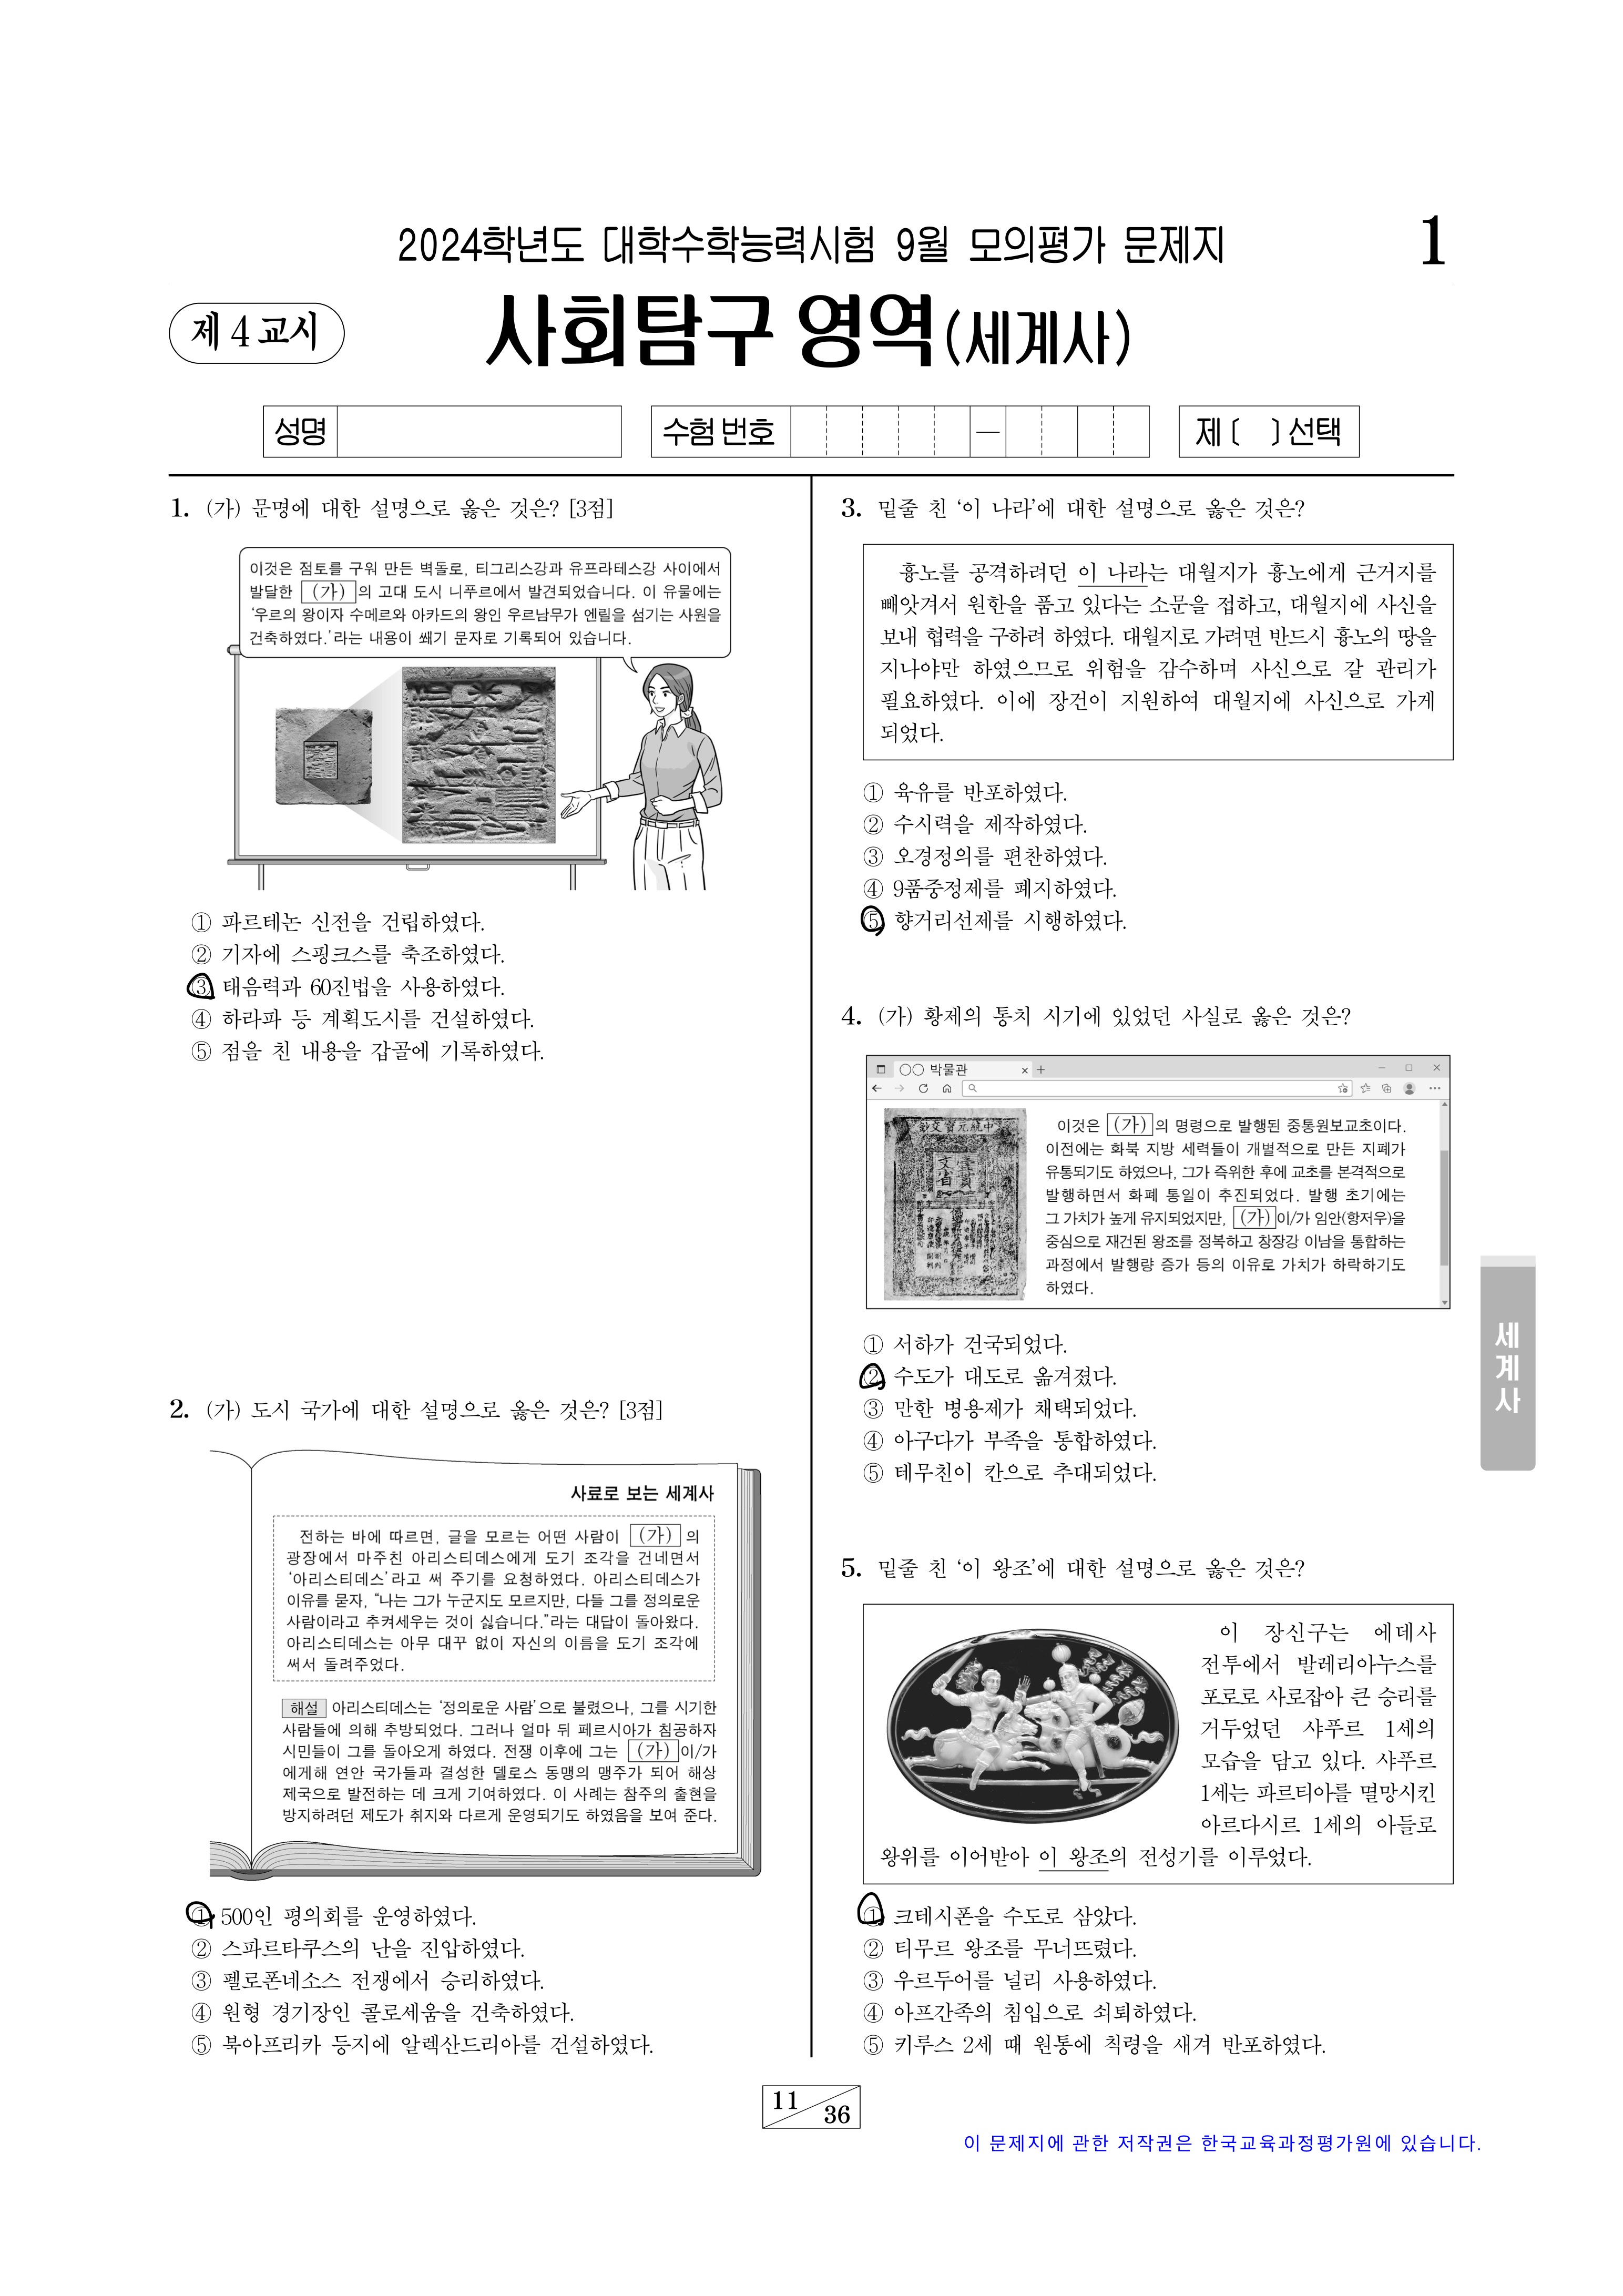 2024학년도 대학수학능력시험 9월 모의평가 문제지
1
제 4 교시
사회탐구 영역(세계사)
성명
수험 번호
—
제 [ ] 선택
1. (가) 문명에 대한 설명으로 옳은 것은? [3점]
이것은 점토를 구워 만든 벽돌로, 티그리스강과 유프라테스강 사이에서
발달한 (가) 의 고대 도시 니푸르에서 발견되었습니다. 이 유물에는
‘우르의 왕이자 수메르와 아카드의 왕인 우르남무가 엔릴을 섬기는 사원을
건축하였다.’라는 내용이 쐐기 문자로 기록되어 있습니다.
① 파르테논 신전을 건립하였다.
② 기자에 스핑크스를 축조하였다.
③ 태음력과 60진법을 사용하였다.
④ 하라파 등 계획도시를 건설하였다.
⑤ 점을 친 내용을 갑골에 기록하였다.
2. (가) 도시 국가에 대한 설명으로 옳은 것은? [3점]
사료로 보는 세계사
전하는 바에 따르면, 글을 모르는 어떤 사람이 (가) 의
광장에서 마주친 아리스티데스에게 도기 조각을 건네면서
‘아리스티데스’라고 써 주기를 요청하였다. 아리스티데스가
이유를 묻자, “나는 그가 누군지도 모르지만, 다들 그를 정의로운
사람이라고 추켜세우는 것이 싫습니다.”라는 대답이 돌아왔다.
아리스티데스는 아무 대꾸 없이 자신의 이름을 도기 조각에
써서 돌려주었다.
해설 아리스티데스는 ‘정의로운 사람’으로 불렸으나, 그를 시기한
사람들에 의해 추방되었다. 그러나 얼마 뒤 페르시아가 침공하자
시민들이 그를 돌아오게 하였다. 전쟁 이후에 그는 (가) 이/가
에게해 연안 국가들과 결성한 델로스 동맹의 맹주가 되어 해상
제국으로 발전하는 데 크게 기여하였다. 이 사례는 참주의 출현을
방지하려던 제도가 취지와 다르게 운영되기도 하였음을 보여 준다.
① 500인 평의회를 운영하였다.
② 스파르타쿠스의 난을 진압하였다.
③ 펠로폰네소스 전쟁에서 승리하였다.
④ 원형 경기장인 콜로세움을 건축하였다.
⑤ 북아프리카 등지에 알렉산드리아를 건설하였다.
3. 밑줄 친 ‘이 나라’에 대한 설명으로 옳은 것은?
흉노를 공격하려던 이 나라는 대월지가 흉노에게 근거지를
빼앗겨서 원한을 품고 있다는 소문을 접하고, 대월지에 사신을
보내 협력을 구하려 하였다. 대월지로 가려면 반드시 흉노의 땅을
지나야만 하였으므로 위험을 감수하며 사신으로 갈 관리가
필요하였다. 이에 장건이 지원하여 대월지에 사신으로 가게
되었다.
① 육유를 반포하였다.
② 수시력을 제작하였다.
③ 오경정의를 편찬하였다.
④ 9품중정제를 폐지하였다.
⑤ 향거리선제를 시행하였다.
4. (가) 황제의 통치 시기에 있었던 사실로 옳은 것은?
○○ 박물관
이것은 (가) 의 명령으로 발행된 중통원보교초이다.
이전에는 화북 지방 세력들이 개별적으로 만든 지폐가
유통되기도 하였으나, 그가 즉위한 후에 교초를 본격적으로
발행하면서 화폐 통일이 추진되었다. 발행 초기에는
그 가치가 높게 유지되었지만, (가) 이/가 임안(항저우)을
중심으로 재건된 왕조를 정복하고 창장강 이남을 통합하는
과정에서 발행량 증가 등의 이유로 가치가 하락하기도
하였다.
① 서하가 건국되었다.
② 수도가 대도로 옮겨졌다.
③ 만한 병용제가 채택되었다.
④ 아구다가 부족을 통합하였다.
⑤ 테무친이 칸으로 추대되었다.
5. 밑줄 친 ‘이 왕조’에 대한 설명으로 옳은 것은?
이 장신구는 에데사
전투에서 발레리아누스를
포로로 사로잡아 큰 승리를
거두었던 샤푸르 1세의
모습을 담고 있다. 샤푸르
1세는 파르티아를 멸망시킨
아르다시르 1세의 아들로
왕위를 이어받아 이 왕조의 전성기를 이루었다.
① 크테시폰을 수도로 삼았다.
② 티무르 왕조를 무너뜨렸다.
③ 우르두어를 널리 사용하였다.
④ 아프간족의 침입으로 쇠퇴하였다.
⑤ 키루스 2세 때 원통에 칙령을 새겨 반포하였다.
세계사
11
36
이 문제지에 관한 저작권은 한국교육과정평가원에 있습니다.